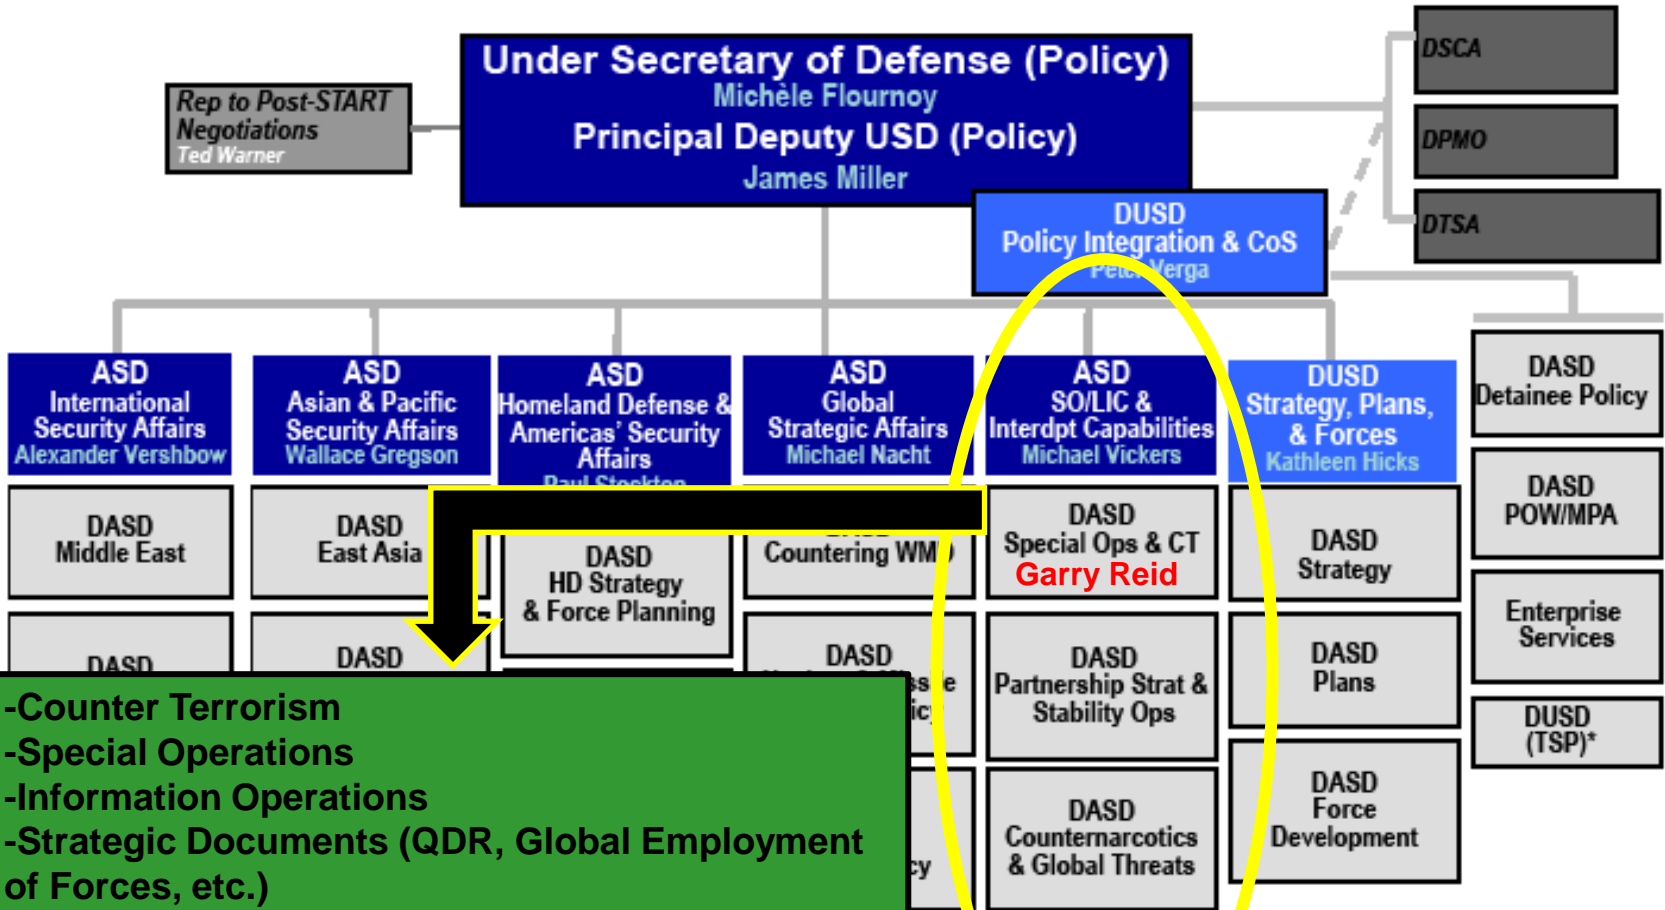 Under Secretary of Defense (Policy)
Michèle Flournoy
Principal Deputy USD (Policy)
James Miller
Rep to Post-START
Negotiations
Ted Warner
DSCA
DPMO
DTSA
DUSD
Policy Integration & CoS
Peter Verga
ASD
International
Security Affairs
Alexander Vershbow
ASD
Asian & Pacific
Security Affairs
Wallace Gregson
ASD
Homeland Defense &
Americas' Security
Affairs
Paul Stockton
ASD
Global
Strategic Affairs
Michael Nacht
ASD
SO/LIC &
Interdpt Capabilities
Michael Vickers
DUSD
Strategy, Plans,
& Forces
Kathleen Hicks
DASD
Detainee Policy
DASD
POW/MPA
Enterprise
Services
DUSD
(TSP)*
DASD
Middle East
DASD
East Asia
DASD
HD Strategy
& Force Planning
Countering WMD
DASD
Special Ops & CT
Garry Reid
DASD
Strategy
DASD
DASD
DASD
DASD
Partnership Strat &
Stability Ops
DASD
Plans
DASD
Counternarcotics
& Global Threats
DASD
Force
Development
-Counter Terrorism
-Special Operations
-Information Operations
-Strategic Documents (QDR, Global Employment
of Forces, etc.)